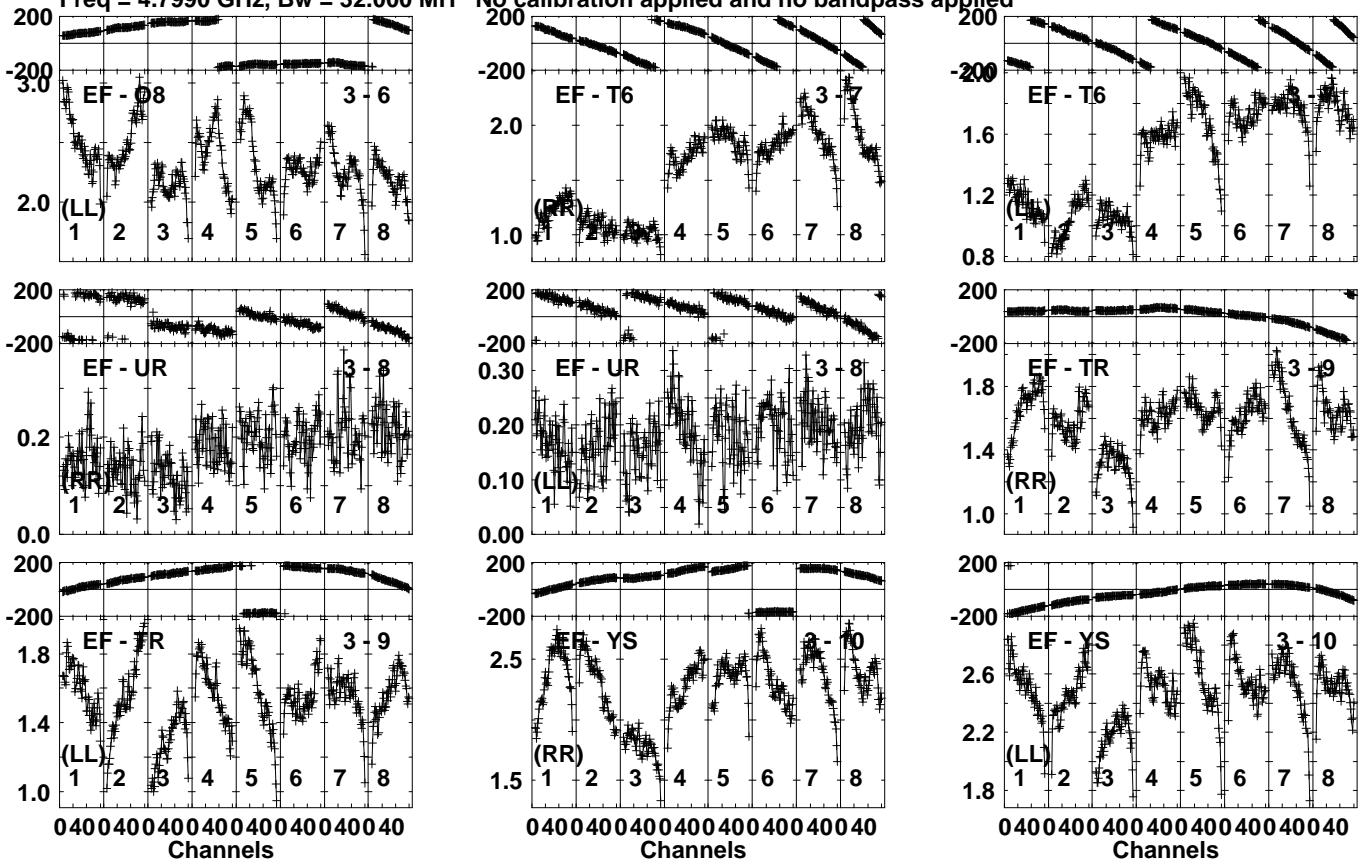 Freq = 4.7990 GHz, Bw = 32.000 MH No calibration applied and no bandpass applied
200 200 200
-200 -200 -200
3.0 EF - O8 3 - 6 EF - T6 3 - 7 2.0 EF - T6
2.0 1.6
2.0 1.2
(LL) (RR) (LL)
1 2 3 4 5 6 7 8 1.0 1 2 3 4 5 6 7 8 1 3 4 5 6 7 8
0.8
200 200 200
-200 -200 -200
EF - UR 3 - 8 0.30 EF - UR 3 - 8 1.8 EF - TR 3 - 9
0.2 0.20 1.4
(RR) 0.10 (LL) (RR)
1 2 3 4 5 6 7 8 1 2 3 4 5 6 7 8 1 2 3 4 5 6 7 8
0.0 0.00 1.0
200 200 200
-200 -200 -200
1.8 EF - TR 3 - 9 2.5 EF - YS 3 - 10 2.6 EF - YS 3 - 10
1.4 2.2
(LL) (RR) (LL)
1 2 3 4 5 6 7 8 1.5 1 2 3 4 5 6 7 8 1 2 3 4 5 6 7 8
1.0 1.8
0 40 0 40 0 40 0 40 0 40 0 40 0 40 0 40 0 40 0 40 0 40 0 40 0 40 0 40 0 40 0 40 0 40 0 40 0 40 0 40 0 40 0 40 0 40 0 40
Channels Channels Channels